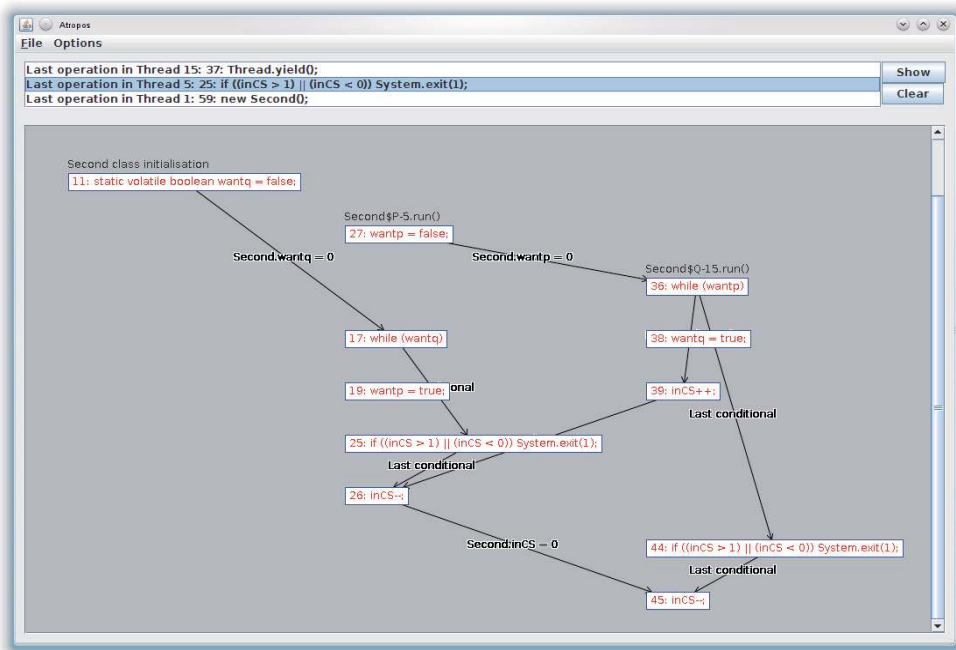 Atropos
File Options
Last operation in Thread 15: 37: Thread.yield();
Show
Last operation in Thread 5: 25: if ((inCS > 1) || (inCS < 0)) System.exit(1);
Clear
Last operation in Thread 1: 59: new Second();
Second class initialisation
11: static volatile boolean wantq = false;
Second$P-5.run()
27: wantp = false;
Second.wantq = 0
Second.wantp = 0
Second$Q-15.run()
36: while (wantp)
17: while (wantq)
38: wantq = true;
19: wantp = true;
onal
39: inCS++;
Last conditional
25: if ((inCS > 1) || (inCS < 0)) System.exit(1);
Last conditional
26: inCS--;
Second.inCS = 0
44: if ((inCS > 1) || (inCS < 0)) System.exit(1);
Last conditional
45: inCS--;